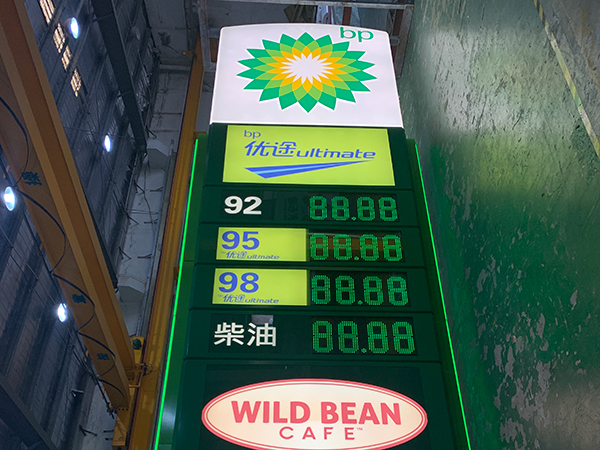 bp
bp
优途ultimate
92 88.88
95 88.88
优途ultimate
98 88.88
优途ultimate
柴油 88.88
WILD BEAN
CAFE™